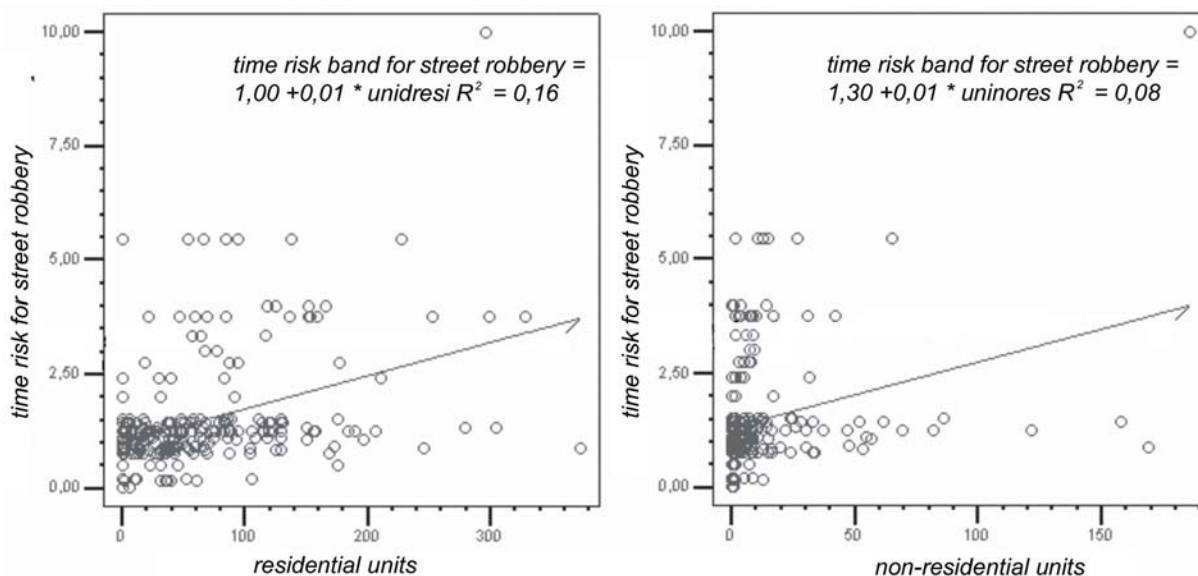 10,00
7,50
5,00
2,50
0,00
time risk for street robbery
time risk band for street robbery =
1,00 +0,01 * unidresi R² = 0,16
0
100
200
300
residential units
10,00
7,50
5,00
2,50
0,00
time risk for street robbery
time risk band for street robbery =
1,30 +0,01 * uninores R² = 0,08
0
50
100
150
non-residential units